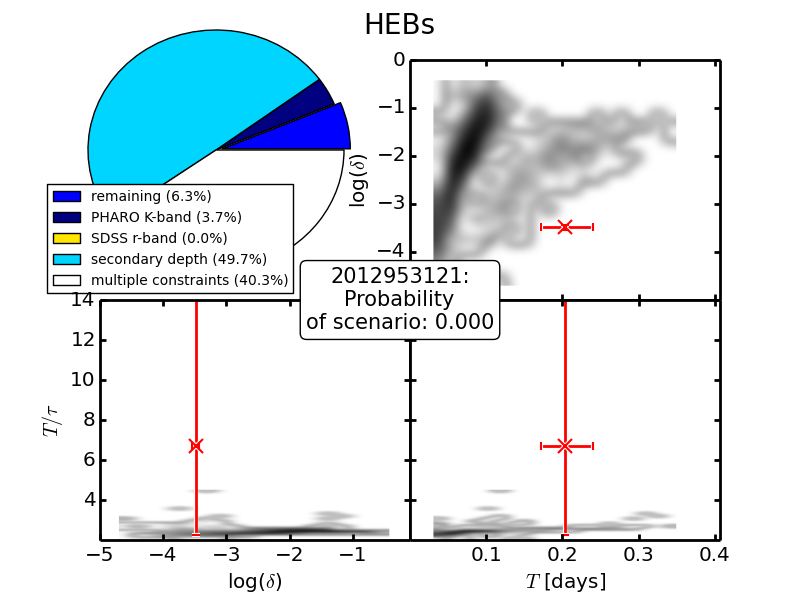 HEBs
remaining (6.3%)
PHARO K-band (3.7%)
SDSS r-band (0.0%)
secondary depth (49.7%)
multiple constraints (40.3%)
0
−1
−2
−3
−4
log(δ)
2012953121:
Probability
of scenario: 0.000
14
12
10
8
6
4
T/τ
−5 −4 −3 −2 −1
log(δ)
0.1 0.2 0.3 0.4
T [days]